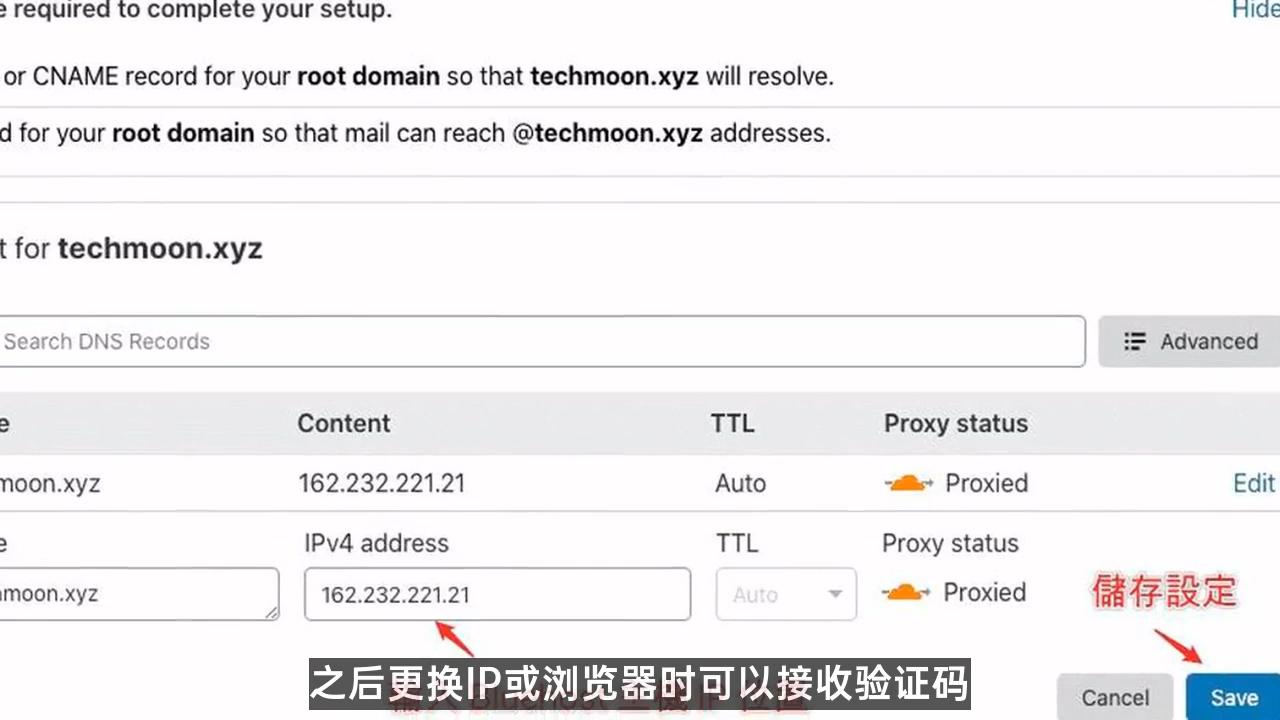 e required to complete your setup.
Hide
or CNAME record for your root domain so that techmoon.xyz will resolve.
d for your root domain so that mail can reach @techmoon.xyz addresses.
t for techmoon.xyz
Search DNS Records
Advanced
e Content TTL Proxy status
moon.xyz 162.232.221.21 Auto Proxied Edit
e IPv4 address TTL Proxy status
moon.xyz 162.232.221.21 Auto Proxied
儲存設定
之后更换IP或浏览器时可以接收验证码
Cancel Save